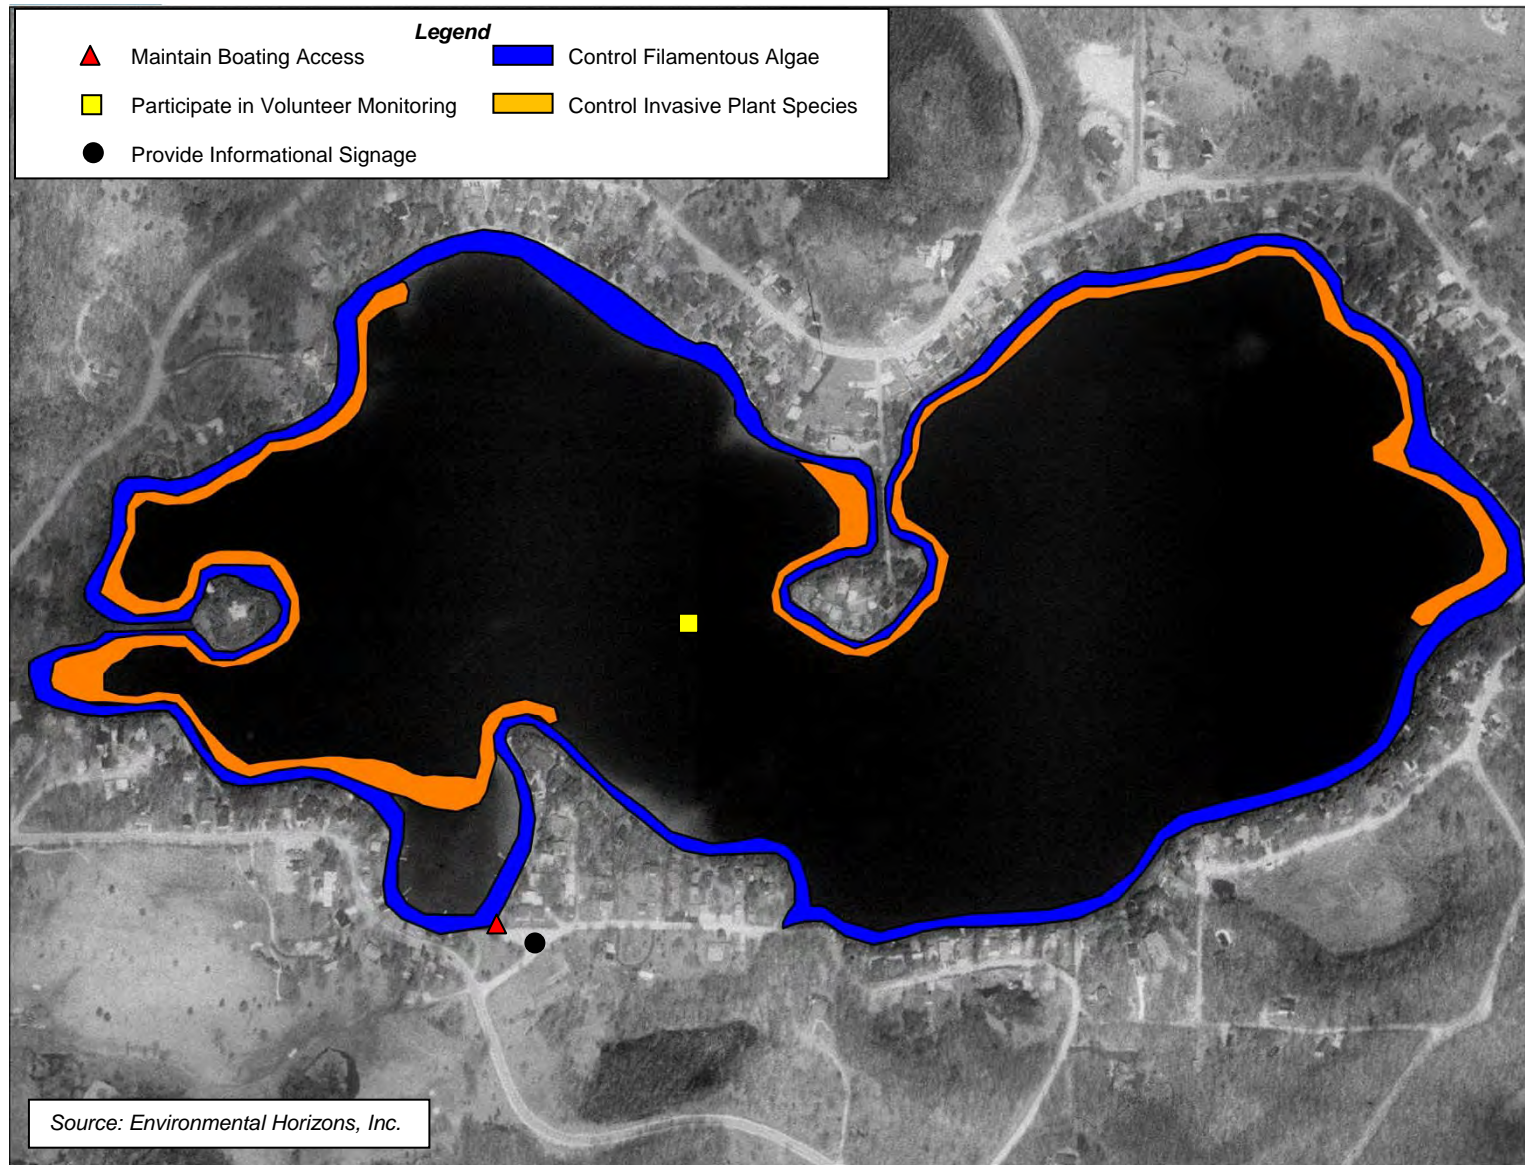 Legend
Maintain Boating Access
Control Filamentous Algae
Participate in Volunteer Monitoring
Control Invasive Plant Species
Provide Informational Signage
Source: Environmental Horizons, Inc.